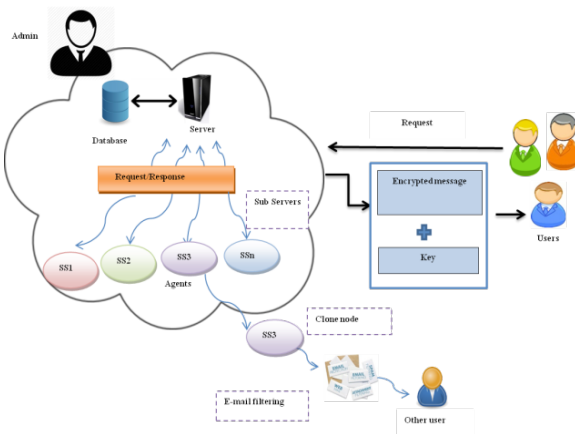 Admin
Database
Server
Request
Request/Response
Encrypted message
Sub Servers
Key
Users
SS1
SS2
SS3
SSn
Agents
Clone node
SS3
E-mail filtering
Other user